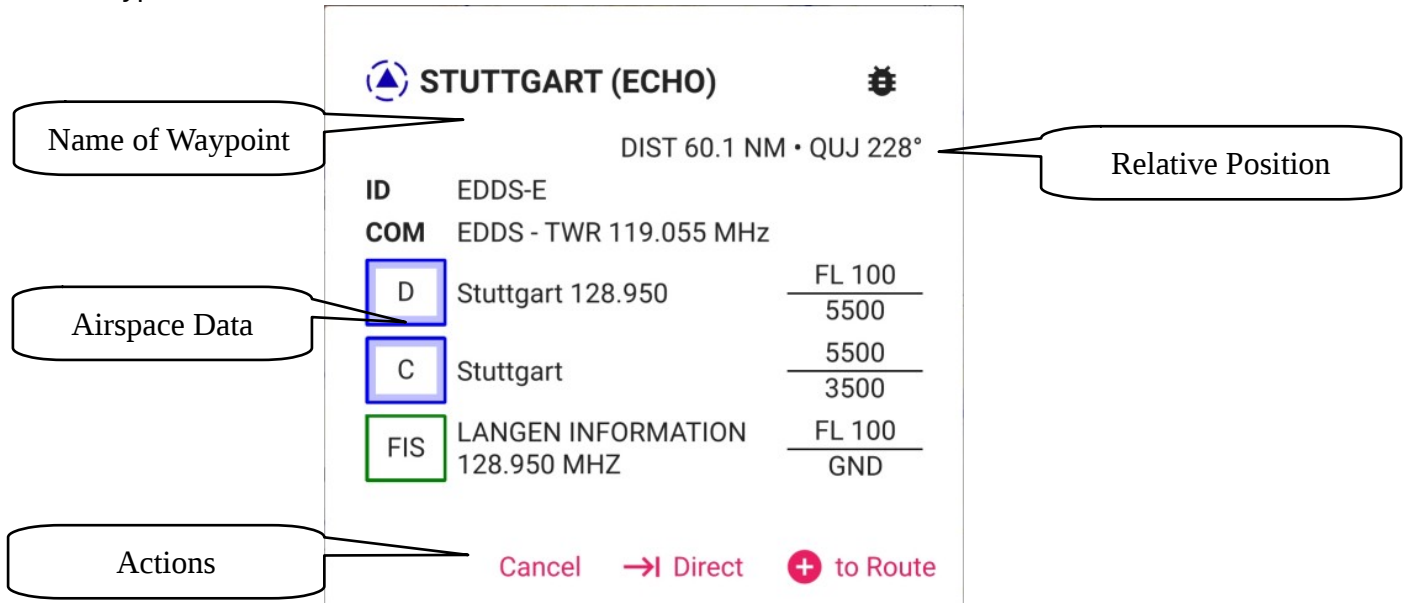 STUTTGART (ECHO)
Name of Waypoint
DIST 60.1 NM • QUJ 228°
Relative Position
ID EDDS-E
COM EDDS - TWR 119.055 MHz
D Stuttgart 128.950 FL 100
5500
Airspace Data
C Stuttgart 5500
3500
FIS LANGEN INFORMATION FL 100
128.950 MHZ GND
Actions
Cancel Direct to Route